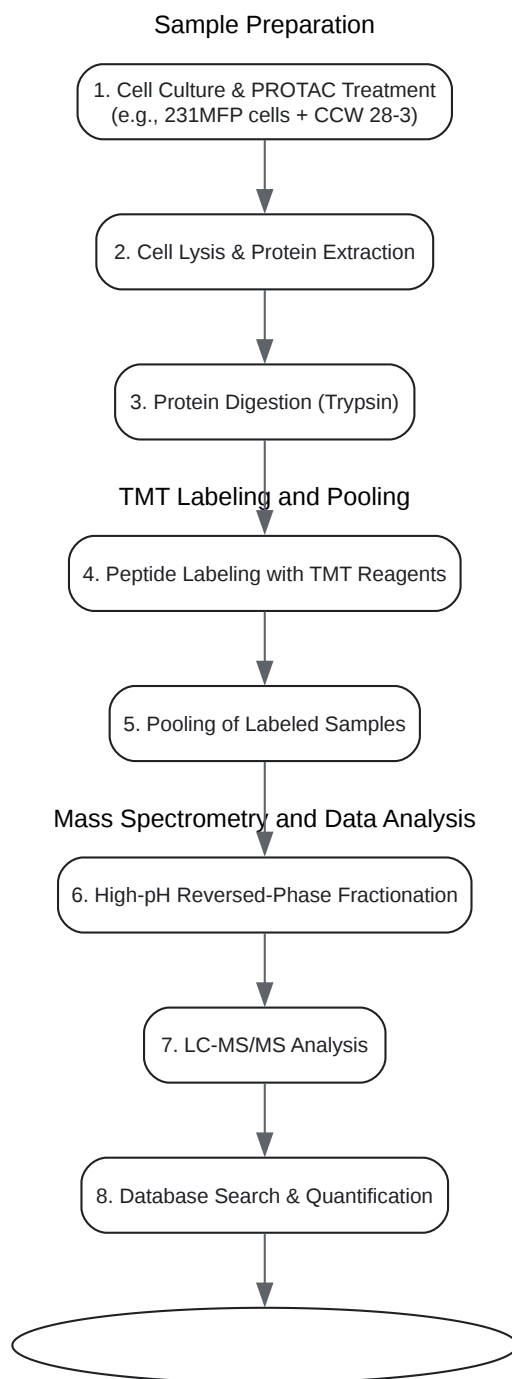 Sample Preparation
1. Cell Culture & PROTAC Treatment
(e.g., 231MFP cells + CCW 28-3)
2. Cell Lysis & Protein Extraction
3. Protein Digestion (Trypsin)
TMT Labeling and Pooling
4. Peptide Labeling with TMT Reagents
5. Pooling of Labeled Samples
Mass Spectrometry and Data Analysis
6. High-pH Reversed-Phase Fractionation
7. LC-MS/MS Analysis
8. Database Search & Quantification